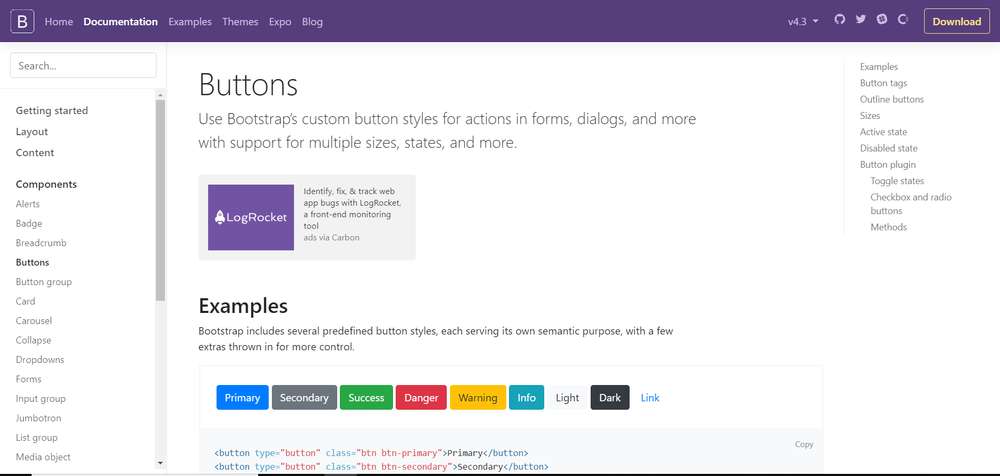 B Home Documentation Examples Themes Expo Blog v4.3 Download
Search...
Getting started
Layout
Content
Components
Alerts
Badge
Breadcrumb
Buttons
Button group
Card
Carousel
Collapse
Dropdowns
Forms
Input group
Jumbotron
List group
Media object
Buttons
Use Bootstrap’s custom button styles for actions in forms, dialogs, and more
with support for multiple sizes, states, and more.
LogRocket
Identify, fix, & track web
app bugs with LogRocket,
a front-end monitoring
tool
ads via Carbon
Examples
Bootstrap includes several predefined button styles, each serving its own semantic purpose, with a few
extras thrown in for more control.
Primary Secondary Success Danger Warning Info Light Dark Link
Copy
<button type="button" class="btn btn-primary">Primary</button>
<button type="button" class="btn btn-secondary">Secondary</button>
Examples
Button tags
Outline buttons
Sizes
Active state
Disabled state
Button plugin
Toggle states
Checkbox and radio
buttons
Methods